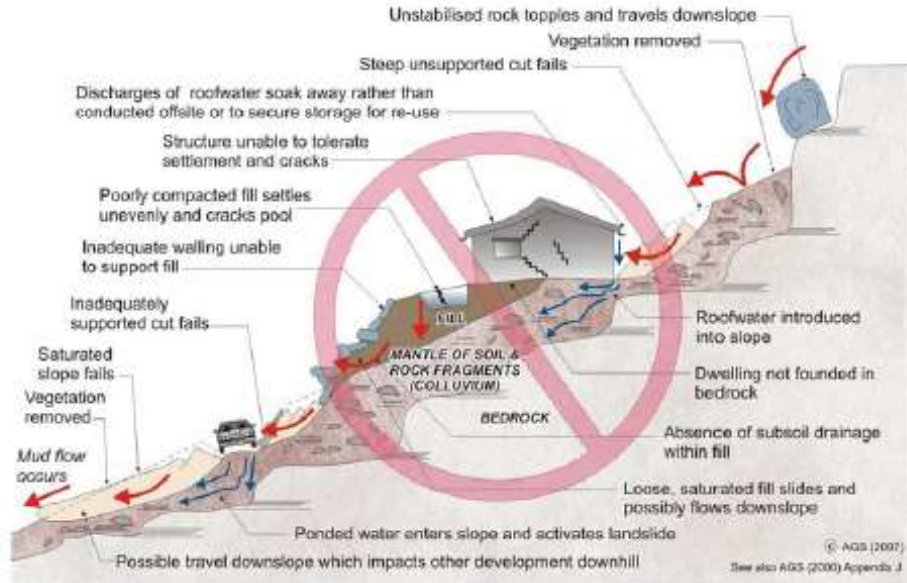 Unstabilised rock topples and travels downslope
Vegetation removed
Steep unsupported cut fails
Discharges of roofwater soak away rather than
conducted offsite or to secure storage for re-use
Structure unable to tolerate
settlement and cracks
Poorly compacted fill settles
unevenly and cracks pool
Inadequate walling unable
to support fill
Inadequately
supported cut fails
Saturated
slope fails
Vegetation
removed
Mud flow
occurs
FILL
MANTLE OF SOIL &
ROCK FRAGMENTS
(COLLUVIUM)
BEDROCK
Roofwater introduced
into slope
Dwelling not founded in
bedrock
Absence of subsoil drainage
within fill
Loose, saturated fill slides and
possibly flows downslope
Ponded water enters slope and activates landslide
Possible travel downslope which impacts other development downhill
© AGS (2007)
See also AGS (2000) Appendix J